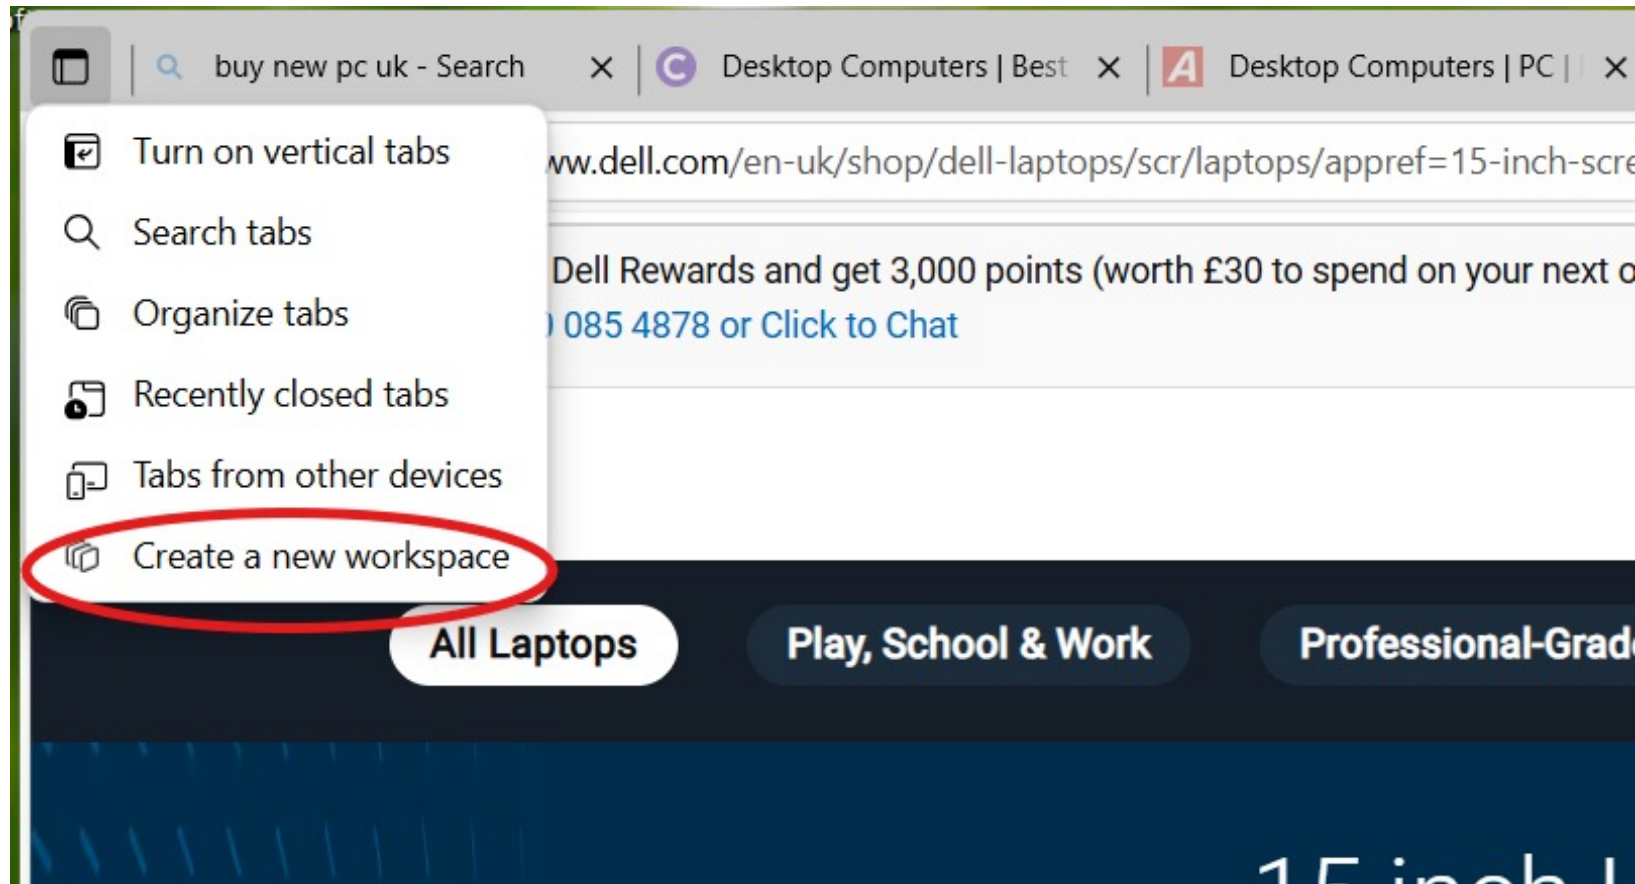 buy new pc uk - Search
Desktop Computers | Best
Desktop Computers | PC |
Turn on vertical tabs
ww.dell.com/en-uk/shop/dell-laptops/scr/laptops/appref=15-inch-scre
Search tabs
Dell Rewards and get 3,000 points (worth £30 to spend on your next o
Organize tabs
085 4878 or Click to Chat
Recently closed tabs
Tabs from other devices
Create a new workspace
All Laptops
Play, School & Work
Professional-Grade
15 inch L